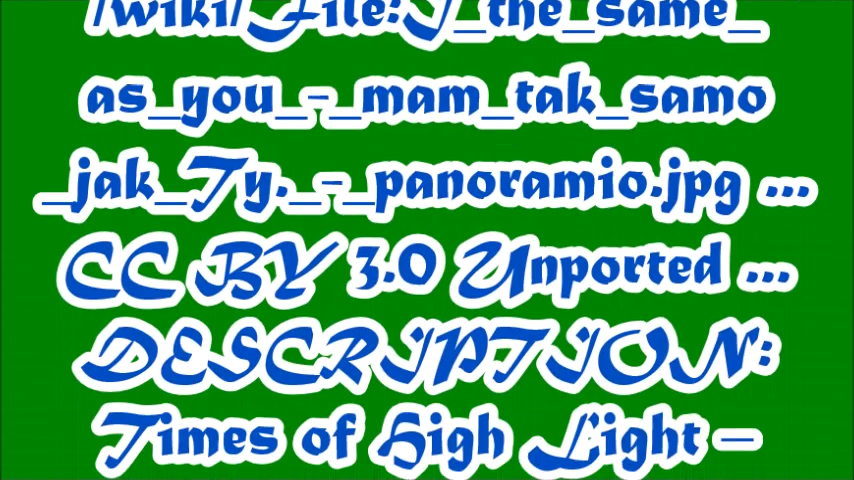 /wiki/File:I_the_same_
as_you_-_mam_tak_samo
_jak_Ty._-_panoramio.jpg ...
CC BY 3.0 Unported ...
DESCRIPTION:
Times of High Light –